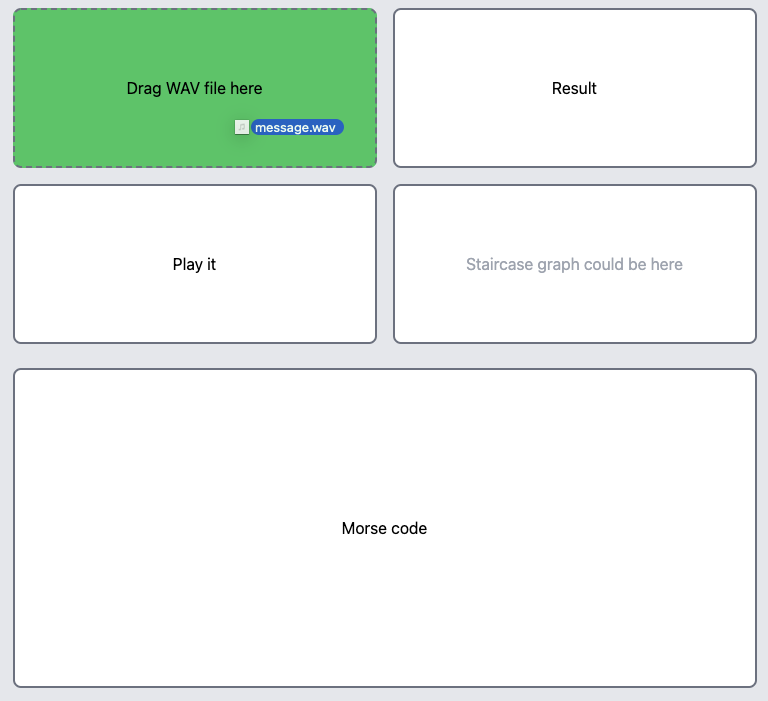 Drag WAV file here
message.wav
Result
Play it
Staircase graph could be here
Morse code